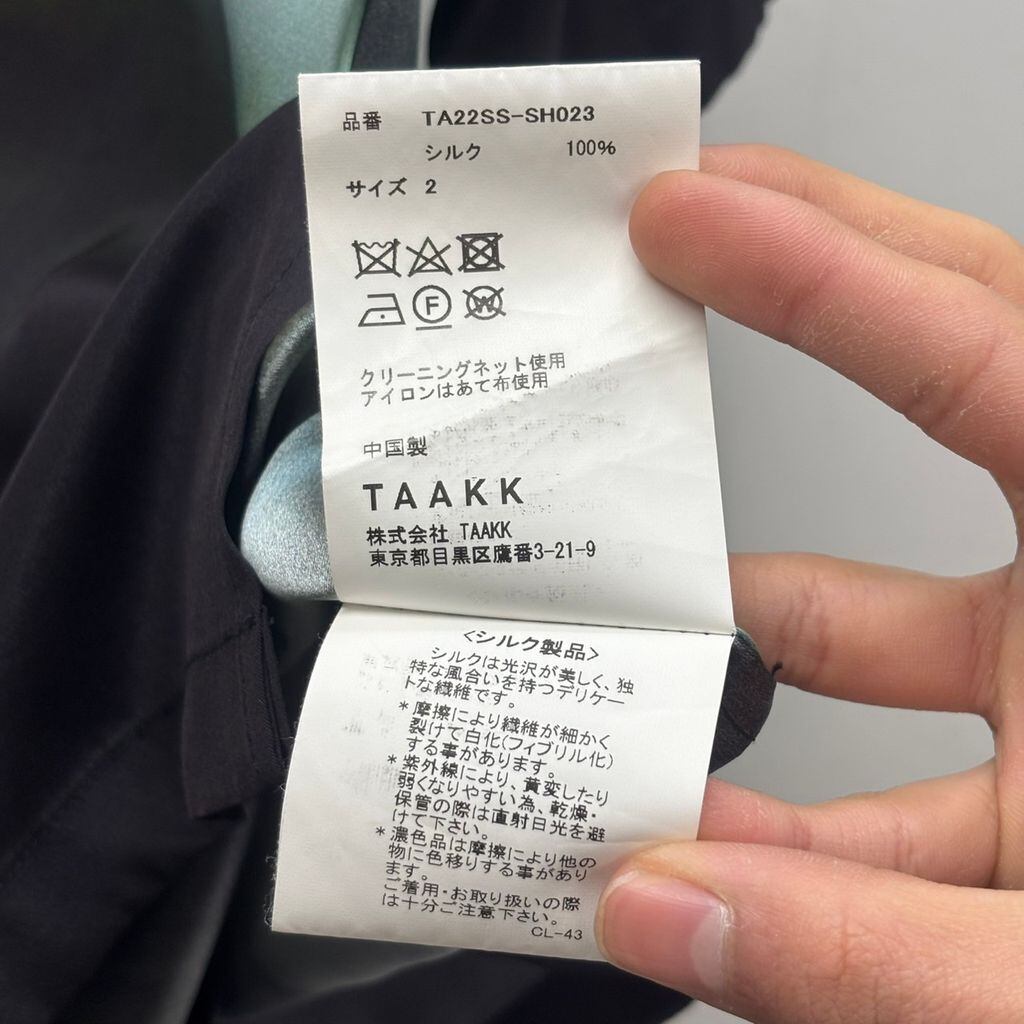 品番 TA22SS-SH023
シルク 100%
サイズ 2
F
W
クリーニングネット使用
アイロンはあて布使用
中国製
TAAKK
株式会社 TAAKK
東京都目黒区鷹番3-21-9
<シルク製品>
シルクは光沢が美しく、独
特な風合いを持つデリケー
トな繊維です。
*摩擦により繊維が細かく
裂けて白化(フィブリル化)
する事があります。
*紫外線により、黄変したり
弱くなりやすい為、乾燥・
保管の際は直射日光を避
けて下さい。
*濃色品は摩擦により他の
物に色移りする事があり
ます。
ご着用・お取り扱いの際
は十分ご注意下さい。
CL-43